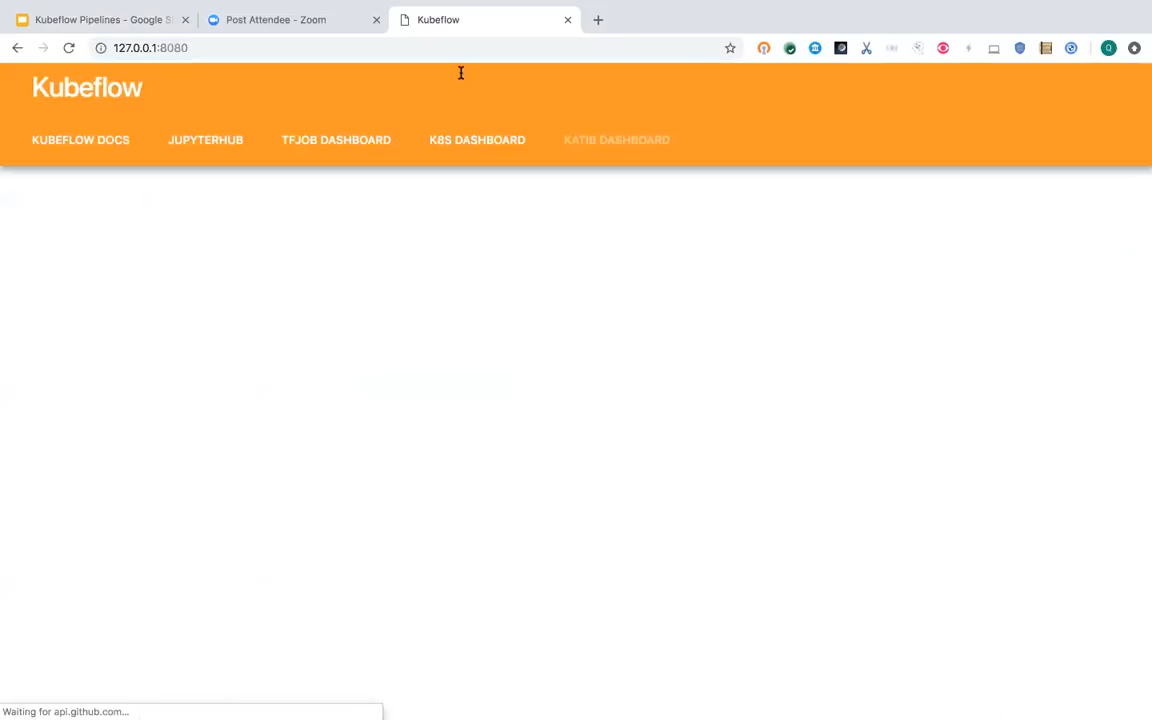 Kubeflow Pipelines - Google S
Post Attendee - Zoom
Kubeflow
127.0.0.1:8080
Q
Kubeflow
KUBEFLOW DOCS
JUPYTERHUB
TFJOB DASHBOARD
K8S DASHBOARD
KATIB DASHBOARD
Waiting for api.github.com...